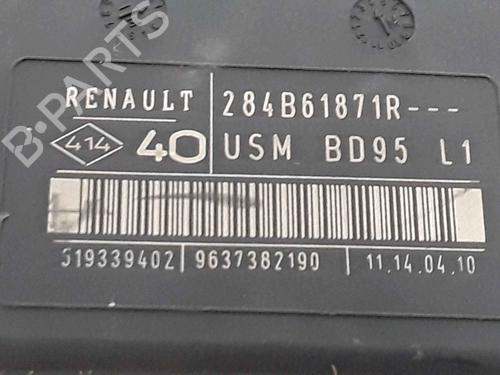 RENAULT 284B61871R---
414 40 USM BD95 L1
519339402 9637382190 11.14.04.10
B-PARTS